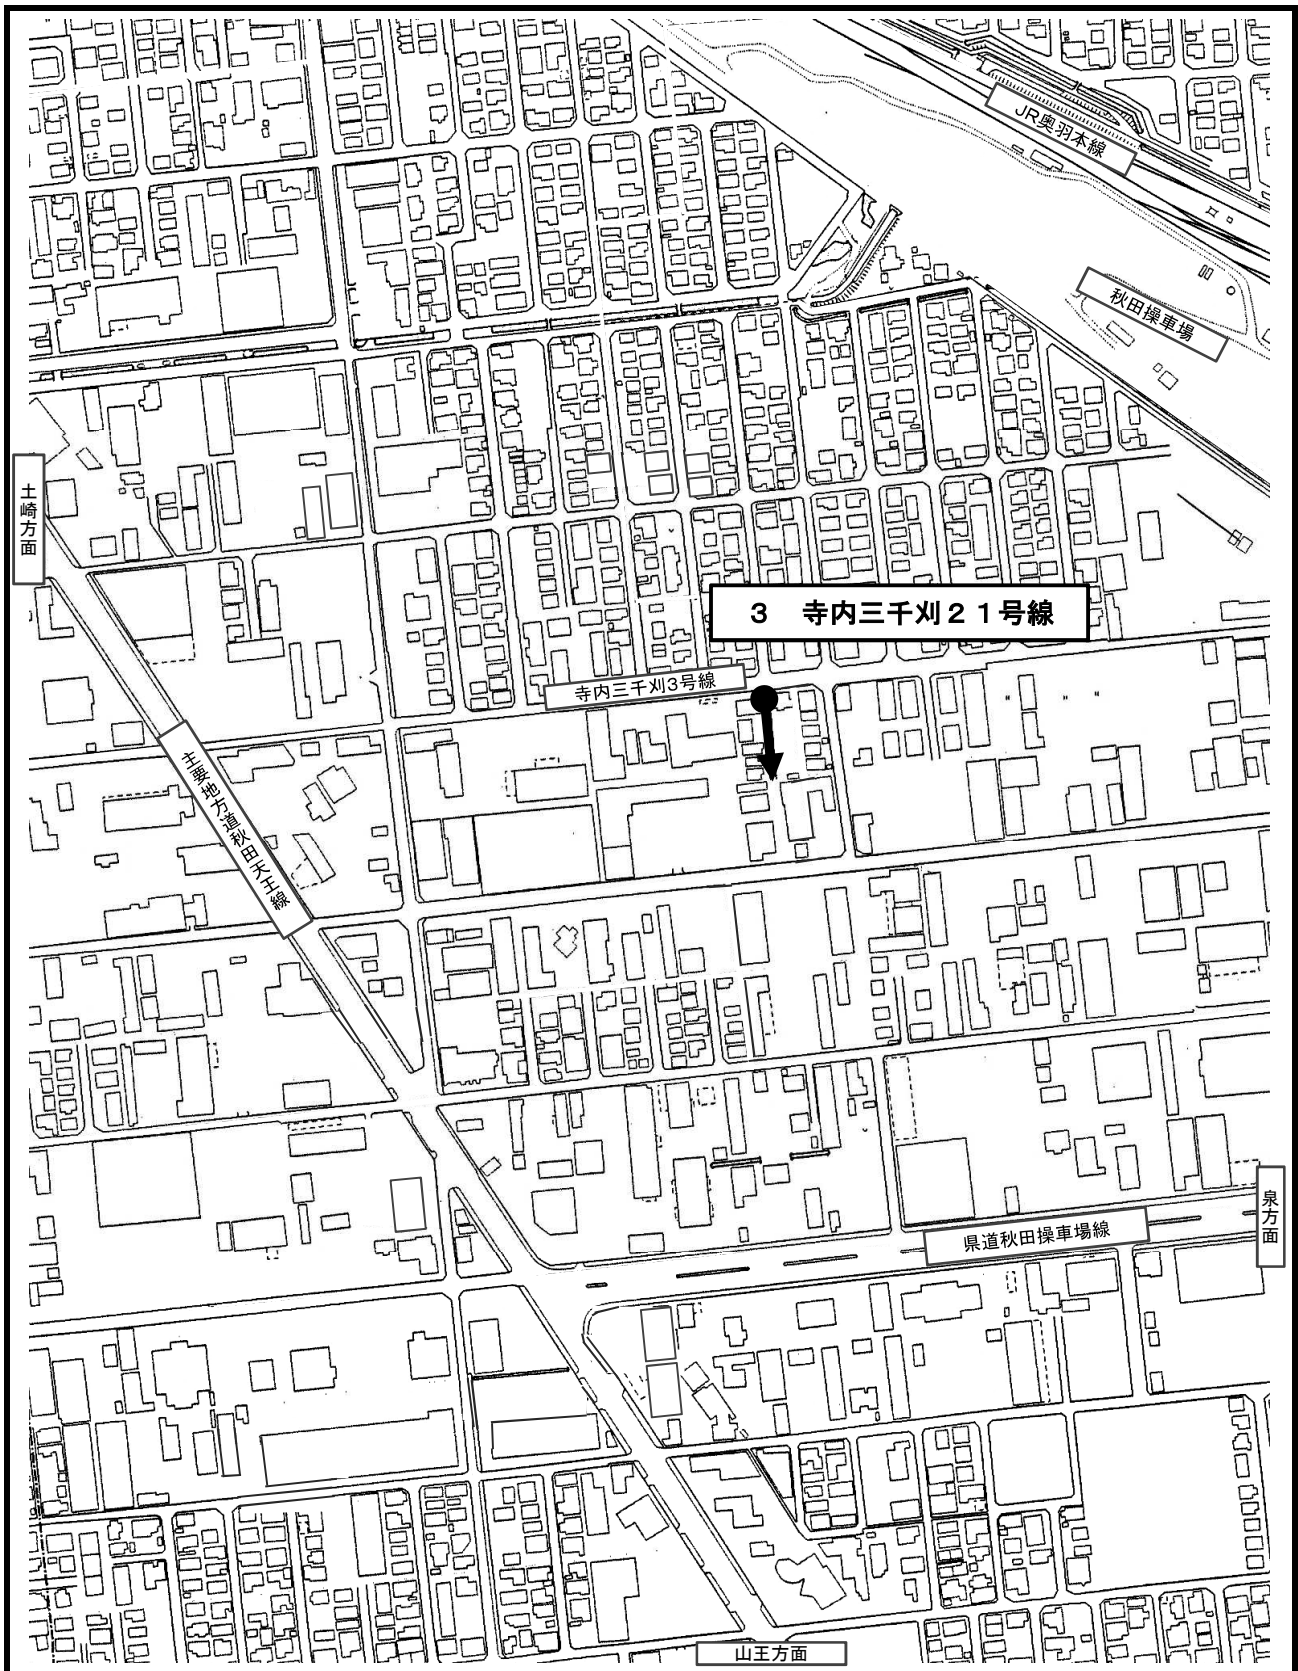 JR奥羽本線
秋田操車場
土崎方面
3 寺内三千刈21号線
寺内三千刈3号線
主要地方道秋田天王線
泉方面
県道秋田操車場線
山王方面